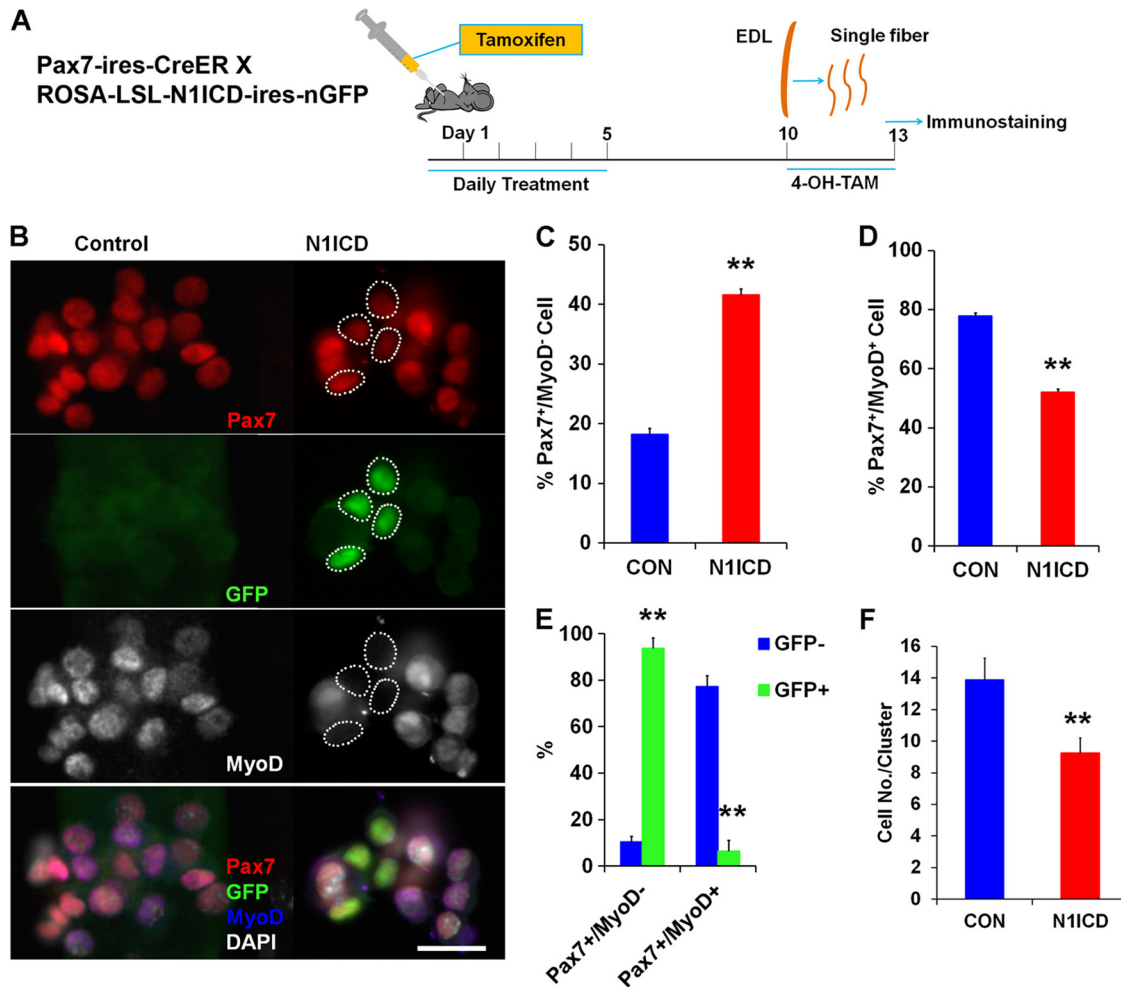 A
Pax7-ires-CreER X
ROSA-LSL-N1ICD-ires-nGFP
Tamoxifen
EDL
Single fiber
Day 1
5
10
13
Immunostaining
Daily Treatment
4-OH-TAM
B
Control
N1ICD
Pax7
GFP
MyoD
Pax7
GFP
MyoD
DAPI
C
% Pax7⁺/MyoD⁻ Cell
50
40
30
20
10
0
**
CON
N1ICD
D
% Pax7⁺/MyoD⁺ Cell
100
80
60
40
20
0
**
CON
N1ICD
E
%
100
80
60
40
20
0
**
**
GFP-
GFP+
Pax7+/MyoD-
Pax7+/MyoD+
F
Cell No./Cluster
16
14
12
10
8
6
4
2
0
**
CON
N1ICD